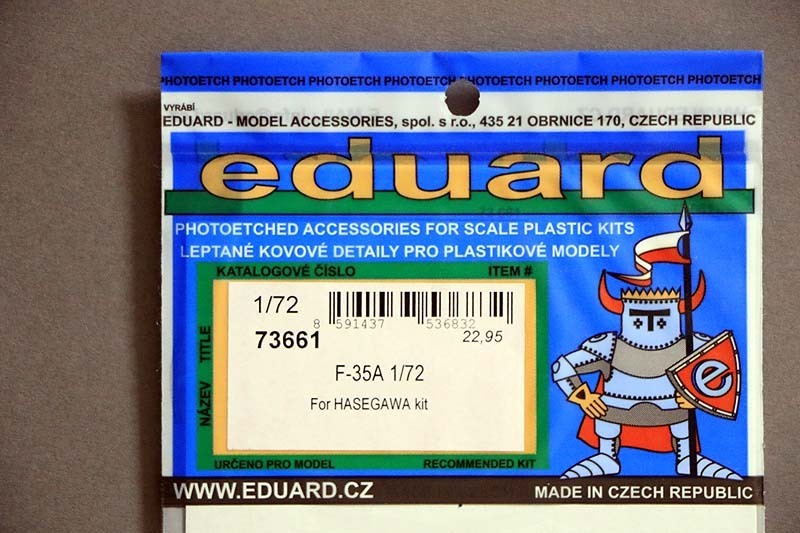 PHOTOETCH PHOTOETCH PHOTOETCH PHOTOETCH PHOTOETCH PHOTOETCH PHOTOETCH PHOTOETCH
VYRÁBÍ
EDUARD - MODEL ACCESSORIES, spol. s r.o., 435 21 OBRNICE 170, CZECH REPUBLIC
eduard
PHOTOETCHED ACCESSORIES FOR SCALE PLASTIC KITS
LEPTANÉ KOVOVÉ DETAILY PRO PLASTIKOVÉ MODELY
KATALOGOVÉ ČÍSLO ITEM #
1/72
8 591437 536832
73661 22,95
NÁZEV TITLE
F-35A 1/72
For HASEGAWA kit
e
URČENO PRO MODEL RECOMMENDED KIT
WWW.EDUARD.CZ MADE IN CZECH REPUBLIC